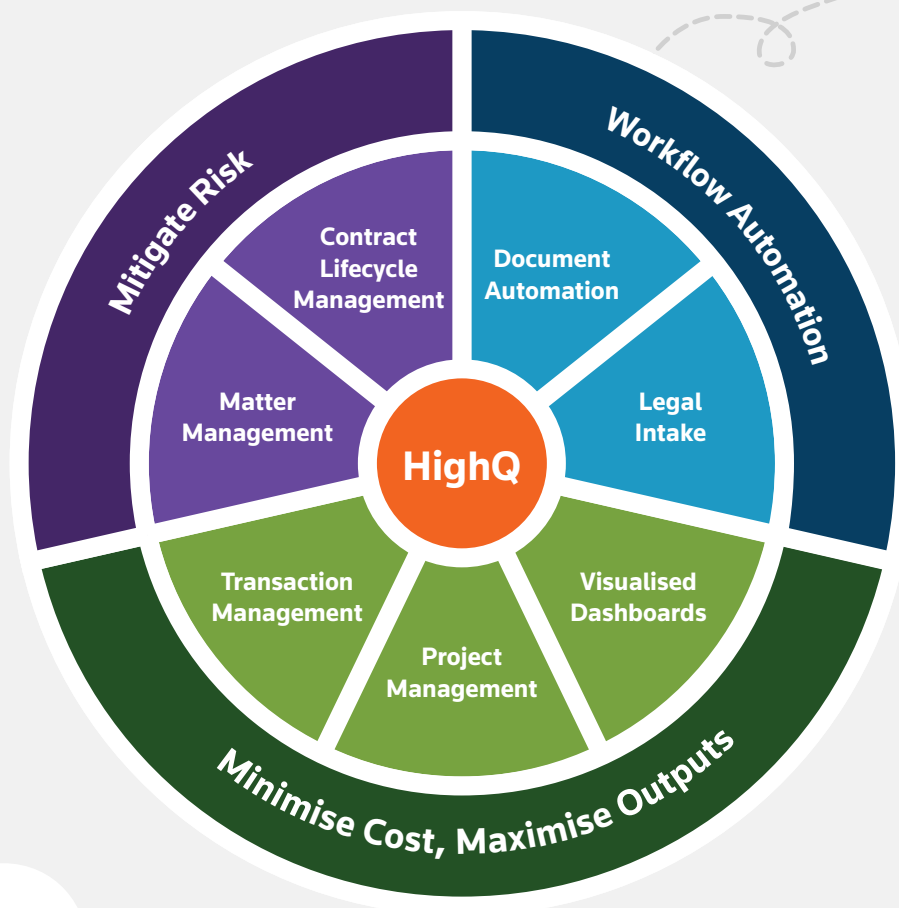 Mitigate Risk
Workflow Automation
Contract
Lifecycle
Management
Document
Automation
Matter
Management
Legal
Intake
HighQ
Transaction
Management
Visualised
Dashboards
Project
Management
Minimise Cost, Maximise Outputs